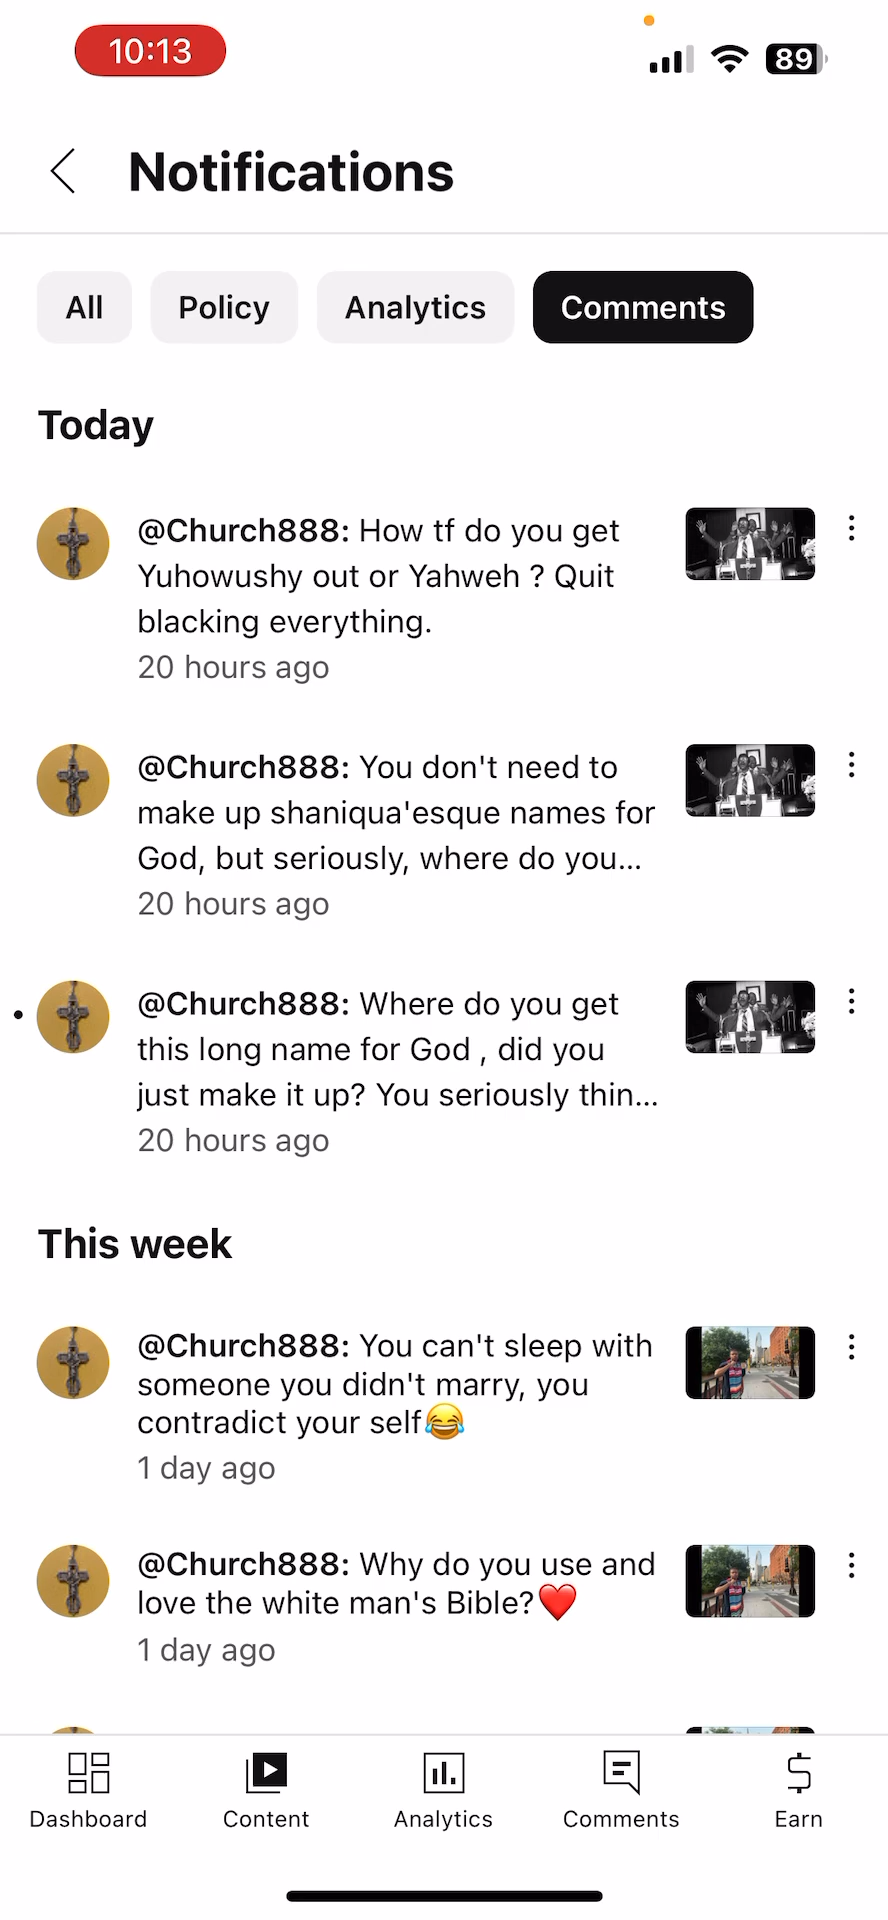 10:13
89
Notifications
All
Policy
Analytics
Comments
Today
@Church888: How tf do you get
Yuhowushy out or Yahweh ? Quit
blacking everything.
20 hours ago
@Church888: You don't need to
make up shaniqua'esque names for
God, but seriously, where do you...
20 hours ago
@Church888: Where do you get
this long name for God , did you
just make it up? You seriously thin...
20 hours ago
This week
@Church888: You can't sleep with
someone you didn't marry, you
contradict your self😂
1 day ago
@Church888: Why do you use and
love the white man's Bible?❤️
1 day ago
Dashboard
Content
Analytics
Comments
Earn